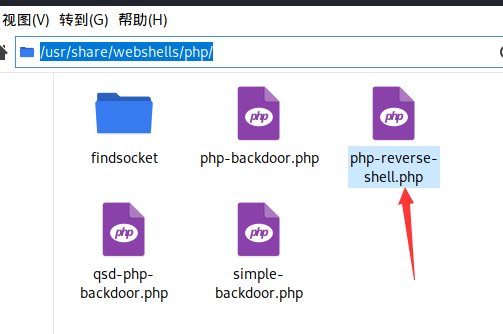 视图(V) 转到(G) 帮助(H)
/usr/share/webshells/php/
php
php
findsocket
php-backdoor.php
php-reverse-
shell.php
php
php
qsd-php-
backdoor.php
simple-
backdoor.php